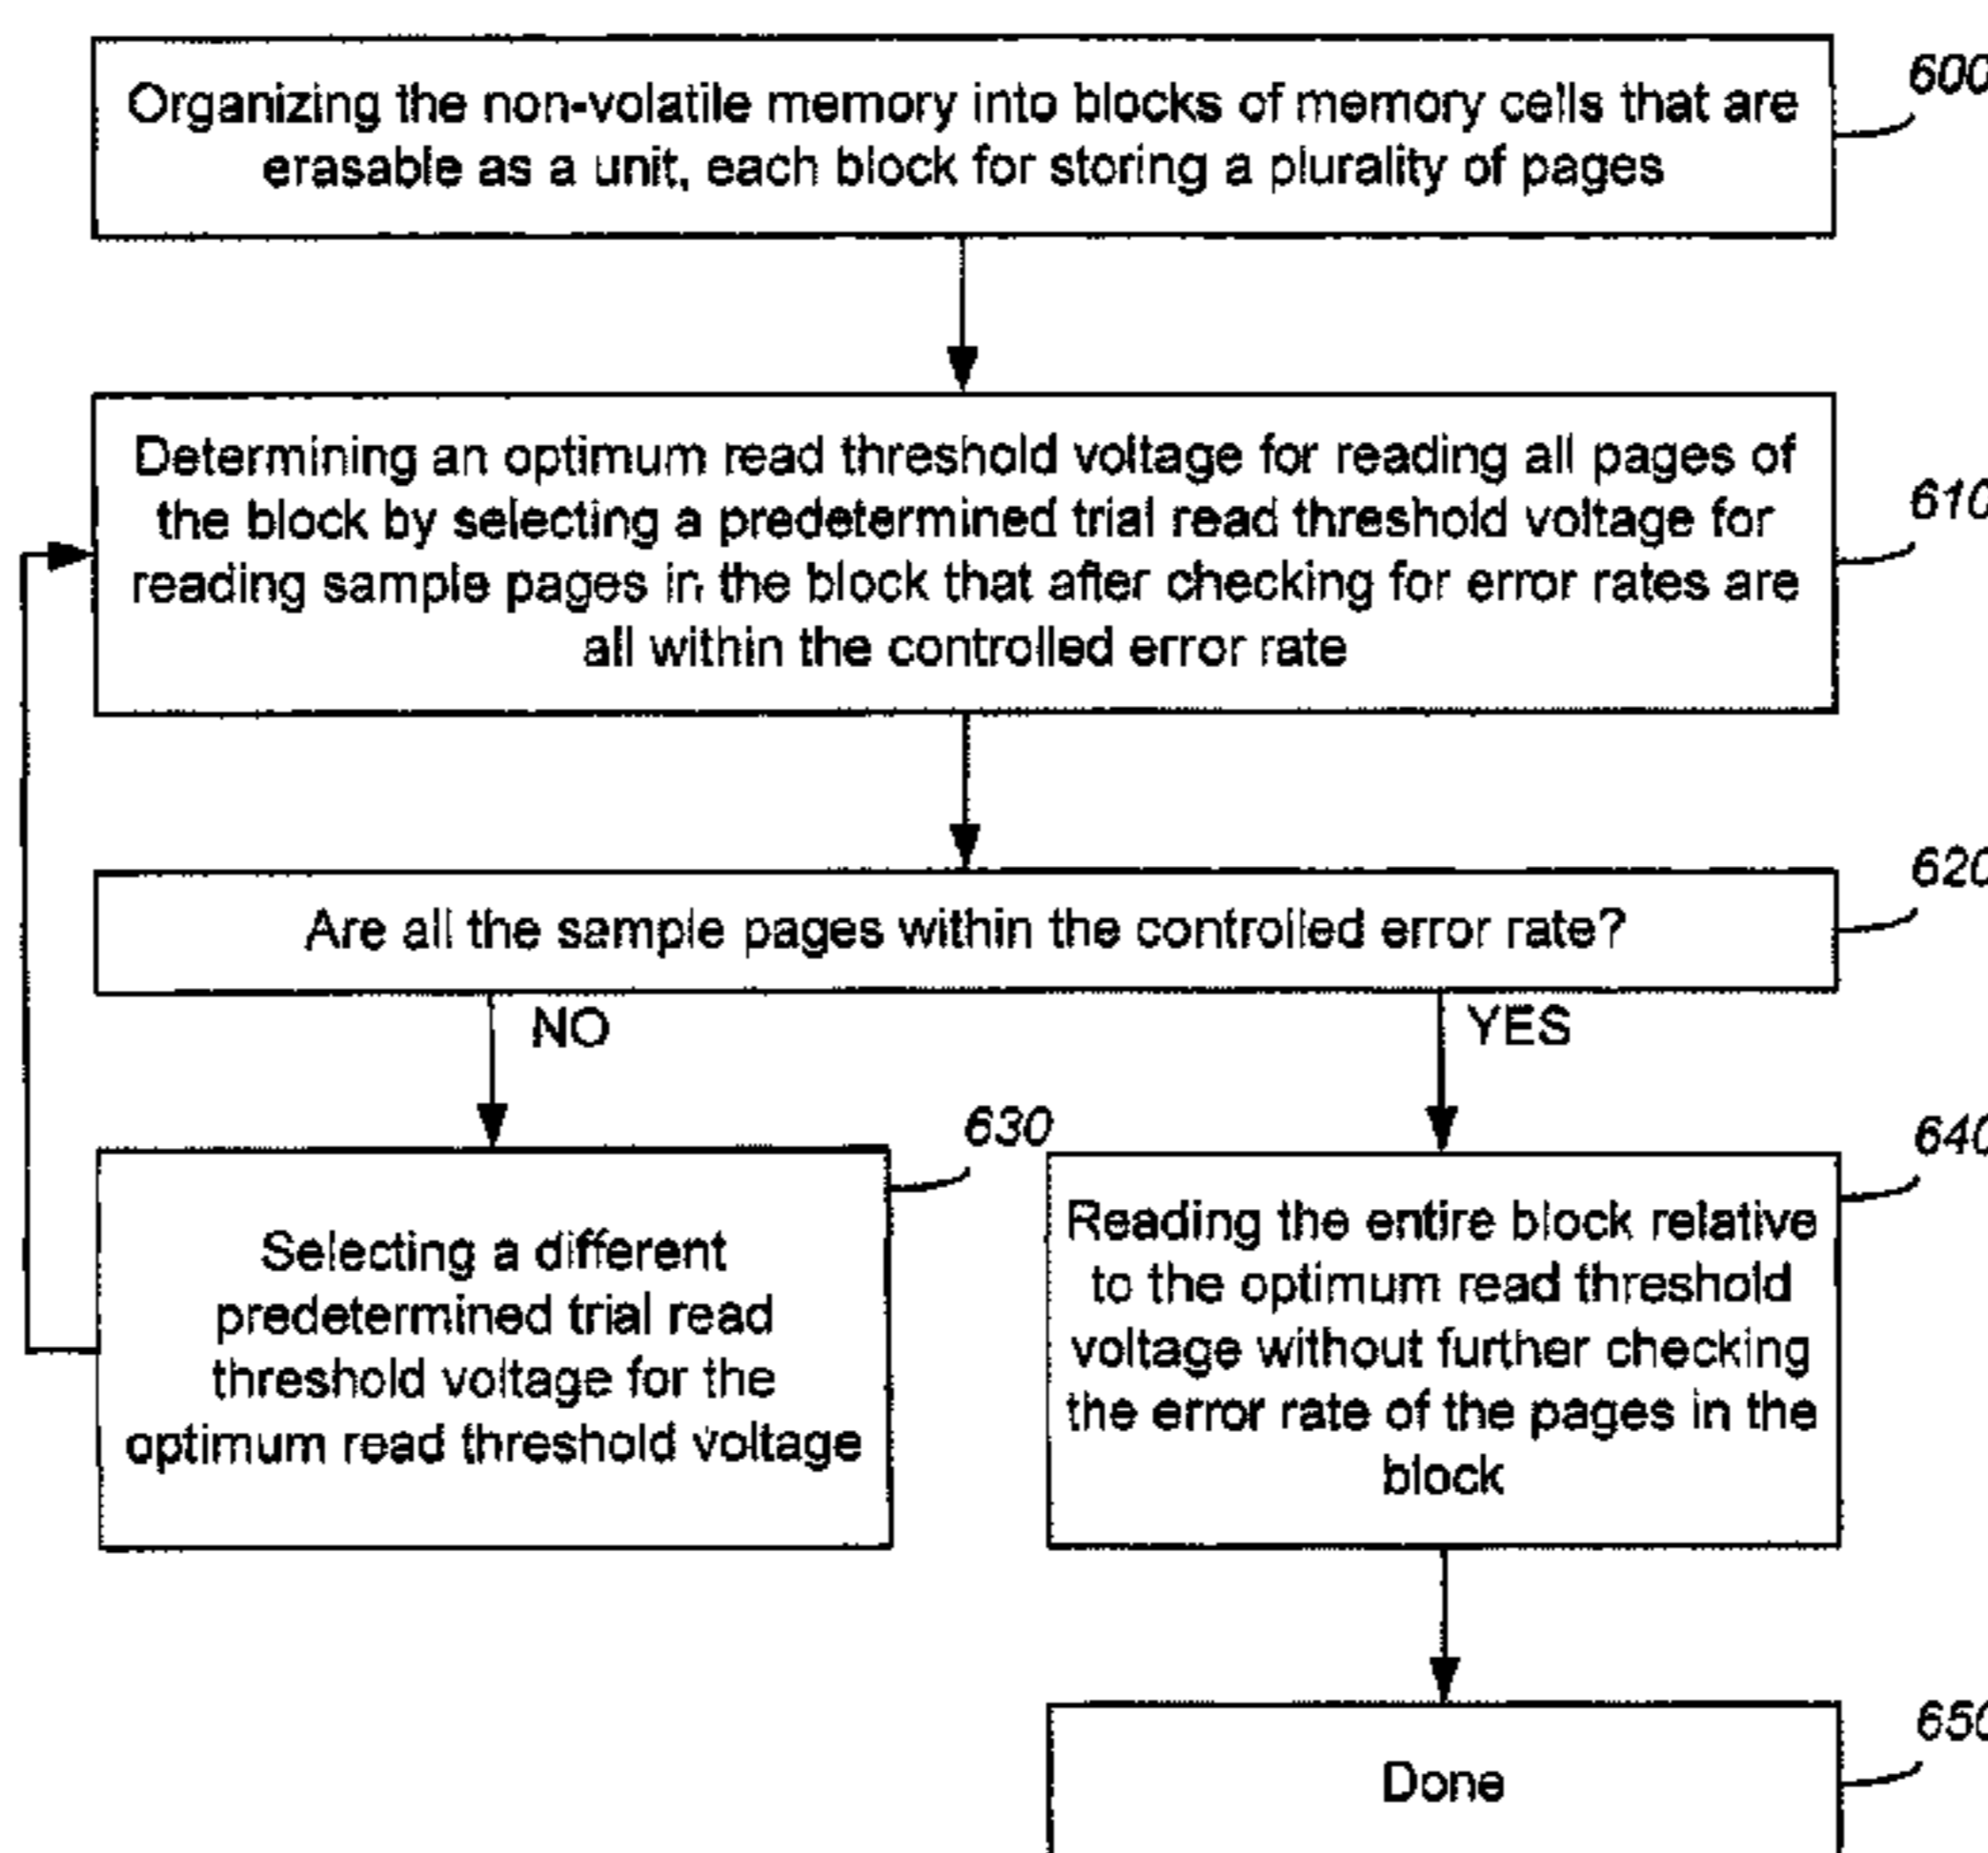 600
Organizing the non-volatile memory into blocks of memory cells that are
erasable as a unit, each block for storing a plurality of pages
610
Determining an optimum read threshold voltage for reading all pages of
the block by selecting a predetermined trial read threshold voltage for
reading sample pages in the block that after checking for error rates are
all within the controlled error rate
620
Are all the sample pages within the controlled error rate?
NO
YES
630
Selecting a different
predetermined trial read
threshold voltage for the
optimum read threshold voltage
640
Reading the entire block relative
to the optimum read threshold
voltage without further checking
the error rate of the pages in the
block
650
Done